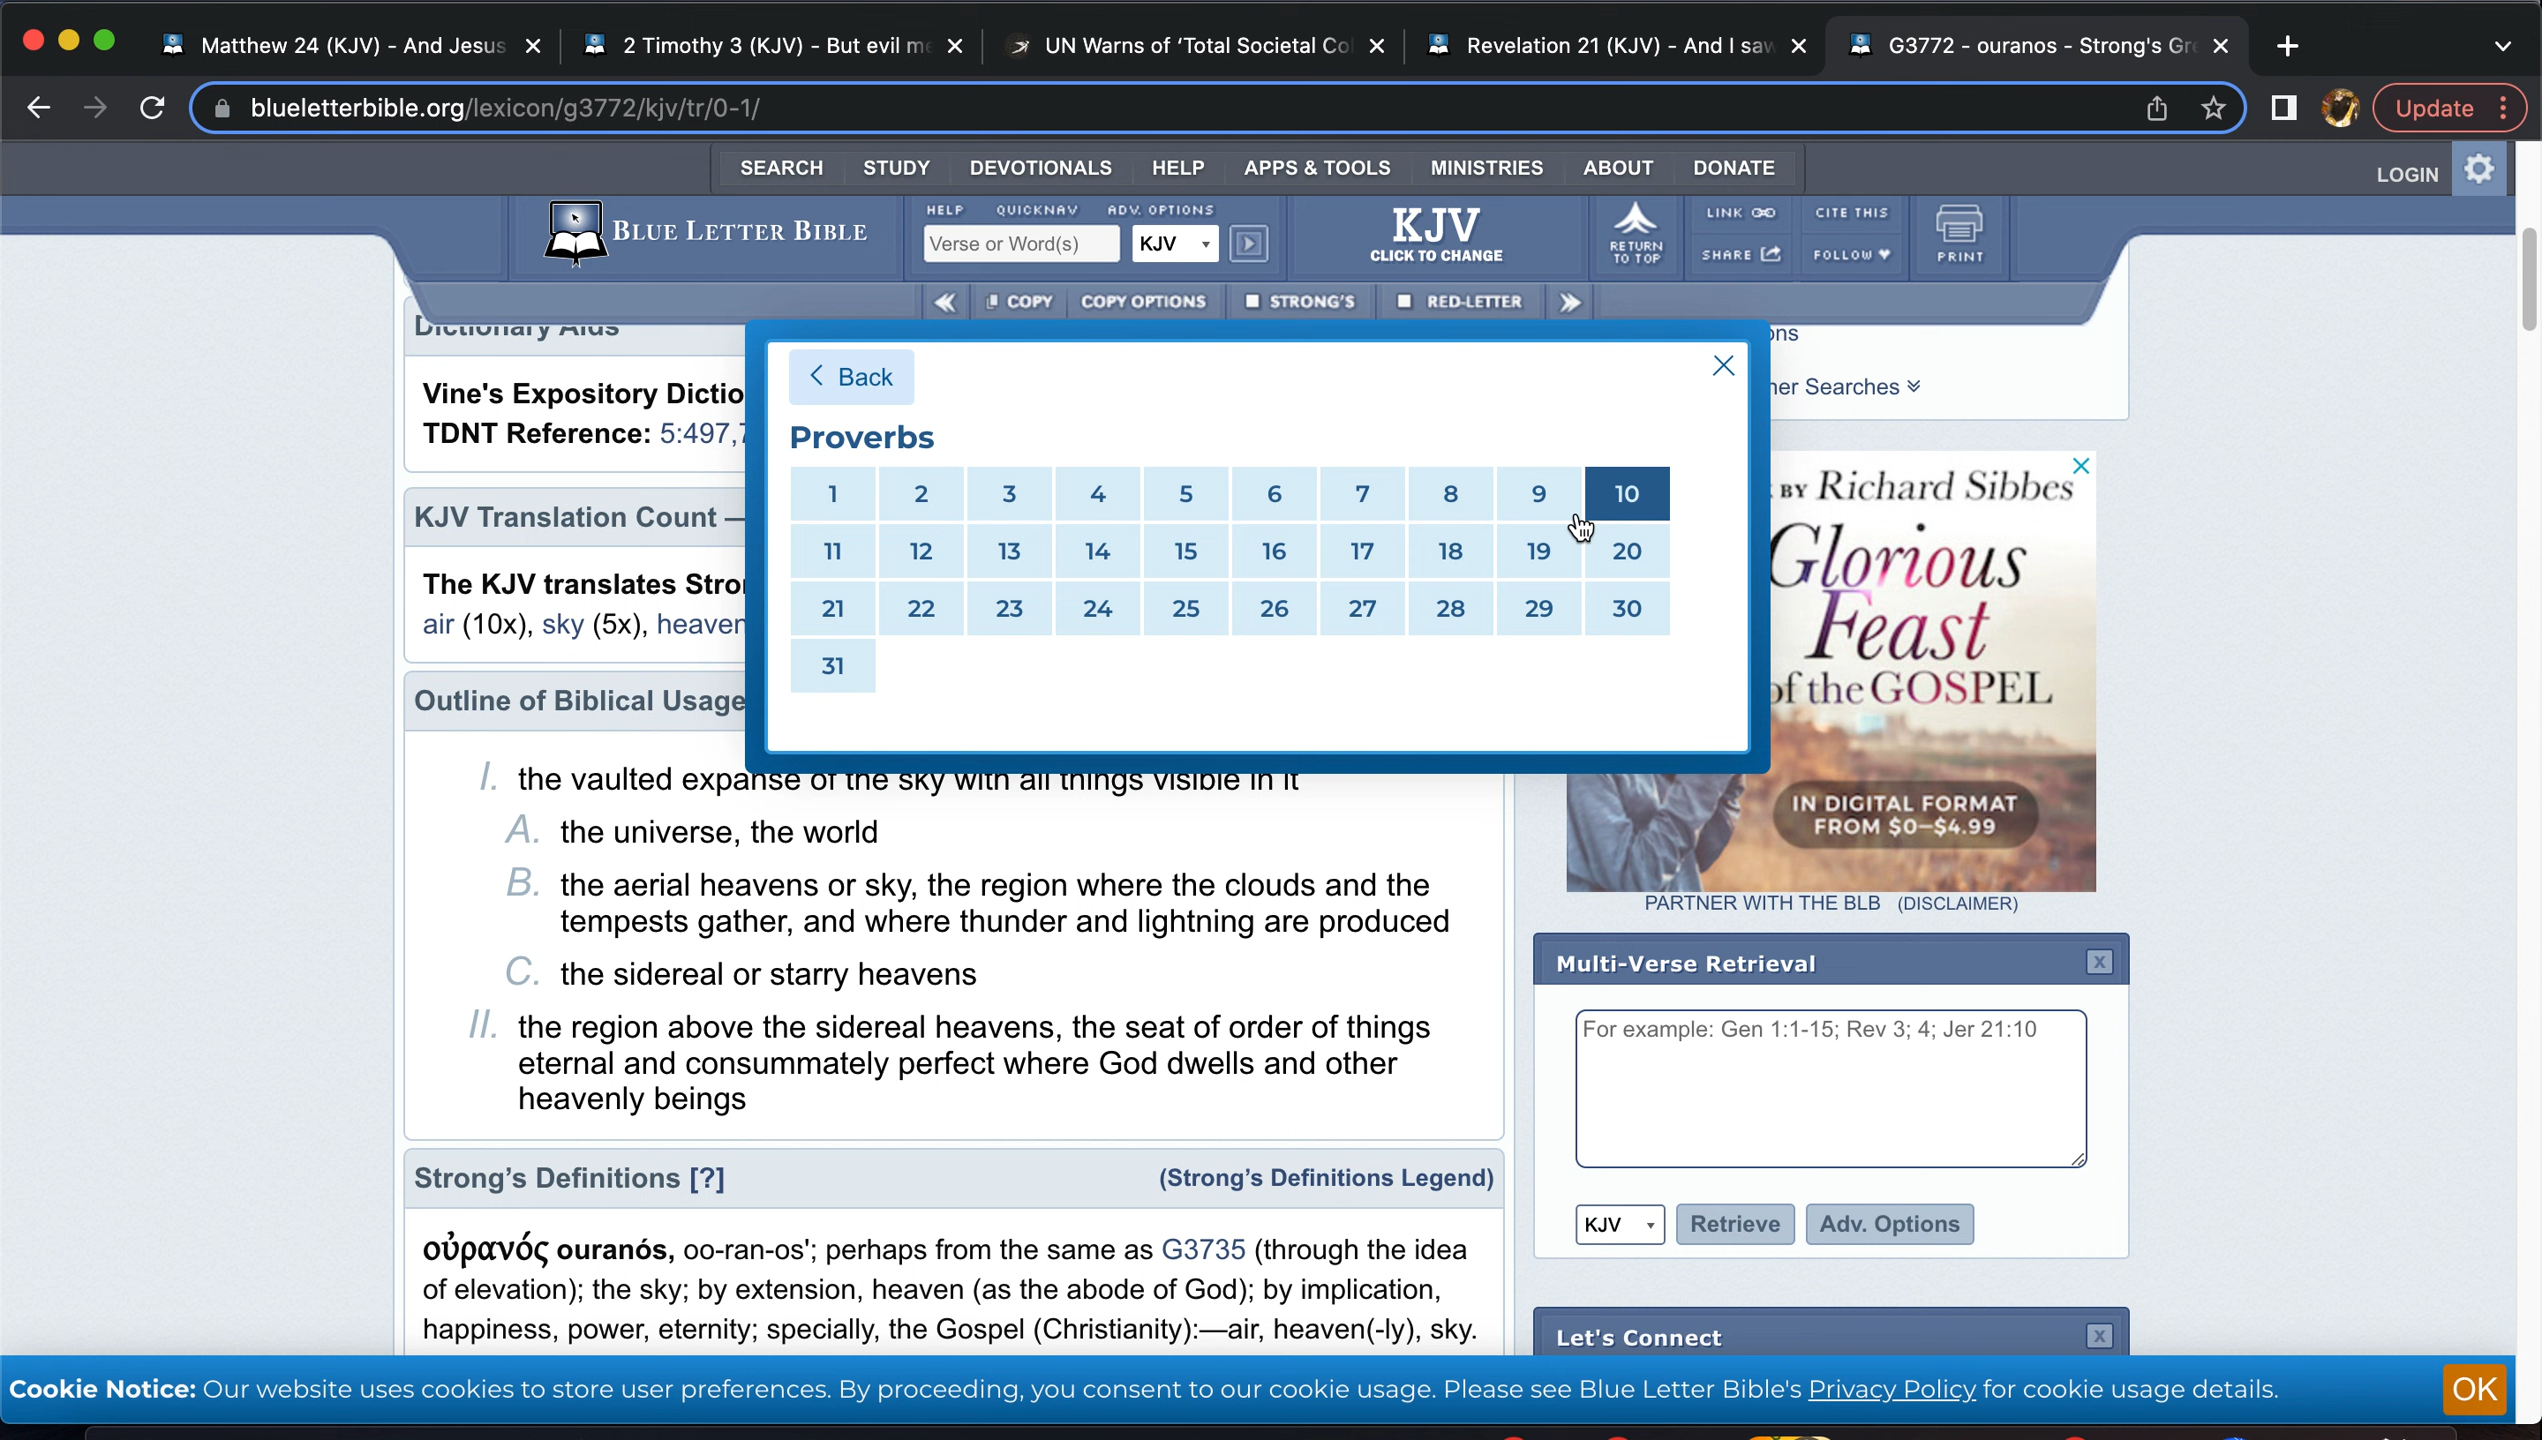 Matthew 24 (KJV) - And Jesus
2 Timothy 3 (KJV) - But evil me
UN Warns of ‘Total Societal Col
Revelation 21 (KJV) - And I saw
G3772 - ouranos - Strong's Gre
blueletterbible.org/lexicon/g3772/kjv/tr/0-1/
Update
SEARCH STUDY DEVOTIONALS HELP APPS & TOOLS MINISTRIES ABOUT DONATE
LOGIN
BLUE LETTER BIBLE
HELP QUICKNAV ADV. OPTIONS
Verse or Word(s) KJV
KJV
CLICK TO CHANGE
RETURN
TO TOP
LINK CITE THIS
SHARE FOLLOW
PRINT
COPY COPY OPTIONS STRONG'S RED-LETTER
Dictionary Aids
Vine's Expository Dictio
TDNT Reference: 5:497,7
KJV Translation Count —
The KJV translates Stron
air (10x), sky (5x), heaven
Outline of Biblical Usage
Back
Proverbs
1 2 3 4 5 6 7 8 9 10
11 12 13 14 15 16 17 18 19 20
21 22 23 24 25 26 27 28 29 30
31
ons
her Searches
I. the vaulted expanse of the sky with all things visible in it
A. the universe, the world
B. the aerial heavens or sky, the region where the clouds and the
tempests gather, and where thunder and lightning are produced
C. the sidereal or starry heavens
II. the region above the sidereal heavens, the seat of order of things
eternal and consummately perfect where God dwells and other
heavenly beings
Strong’s Definitions [?] (Strong’s Definitions Legend)
οὐρανός ouranós, oo-ran-os'; perhaps from the same as G3735 (through the idea
of elevation); the sky; by extension, heaven (as the abode of God); by implication,
happiness, power, eternity; specially, the Gospel (Christianity):—air, heaven(-ly), sky.
BY Richard Sibbes
Glorious
Feast
of the GOSPEL
IN DIGITAL FORMAT
FROM $0–$4.99
PARTNER WITH THE BLB (DISCLAIMER)
Multi-Verse Retrieval x
For example: Gen 1:1-15; Rev 3; 4; Jer 21:10
KJV Retrieve Adv. Options
Let's Connect x
Cookie Notice: Our website uses cookies to store user preferences. By proceeding, you consent to our cookie usage. Please see Blue Letter Bible's Privacy Policy for cookie usage details.
OK